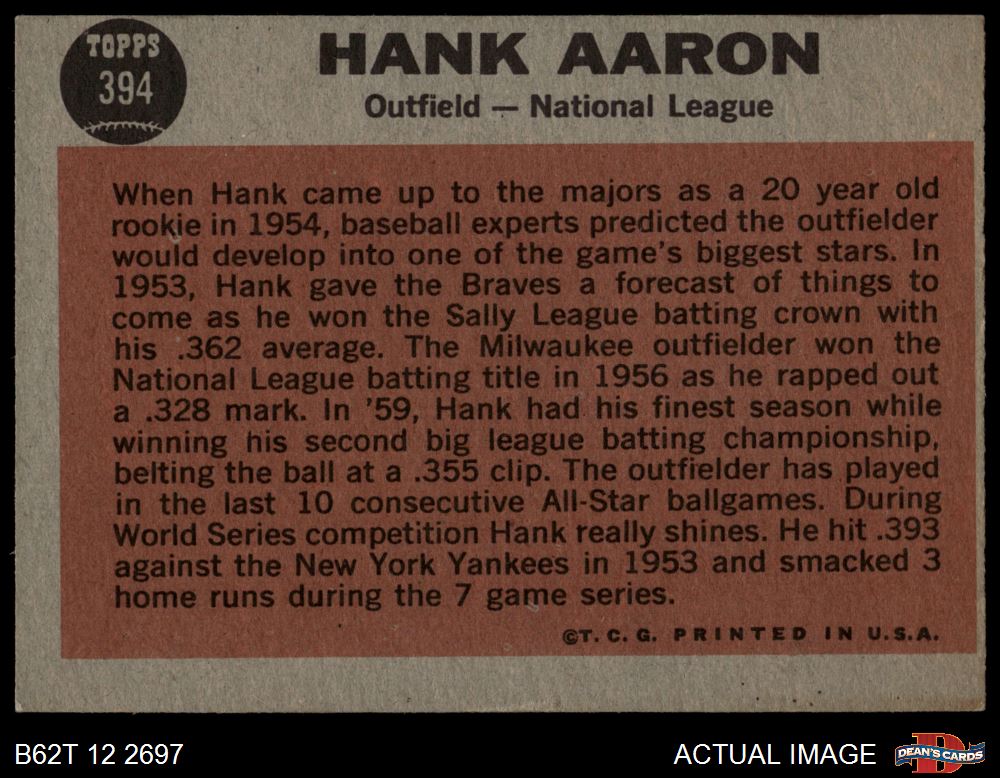 TOPPS
394
HANK AARON
Outfield — National League
When Hank came up to the majors as a 20 year old
rookie in 1954, baseball experts predicted the outfielder
would develop into one of the game's biggest stars. In
1953, Hank gave the Braves a forecast of things to
come as he won the Sally League batting crown with
his .362 average. The Milwaukee outfielder won the
National League batting title in 1956 as he rapped out
a .328 mark. In '59, Hank had his finest season while
winning his second big league batting championship,
belting the ball at a .355 clip. The outfielder has played
in the last 10 consecutive All-Star ballgames. During
World Series competition Hank really shines. He hit .393
against the New York Yankees in 1953 and smacked 3
home runs during the 7 game series.
©T. C. G. PRINTED IN U.S.A.
B62T 12 2697
ACTUAL IMAGE
D
DEAN'S CARDS